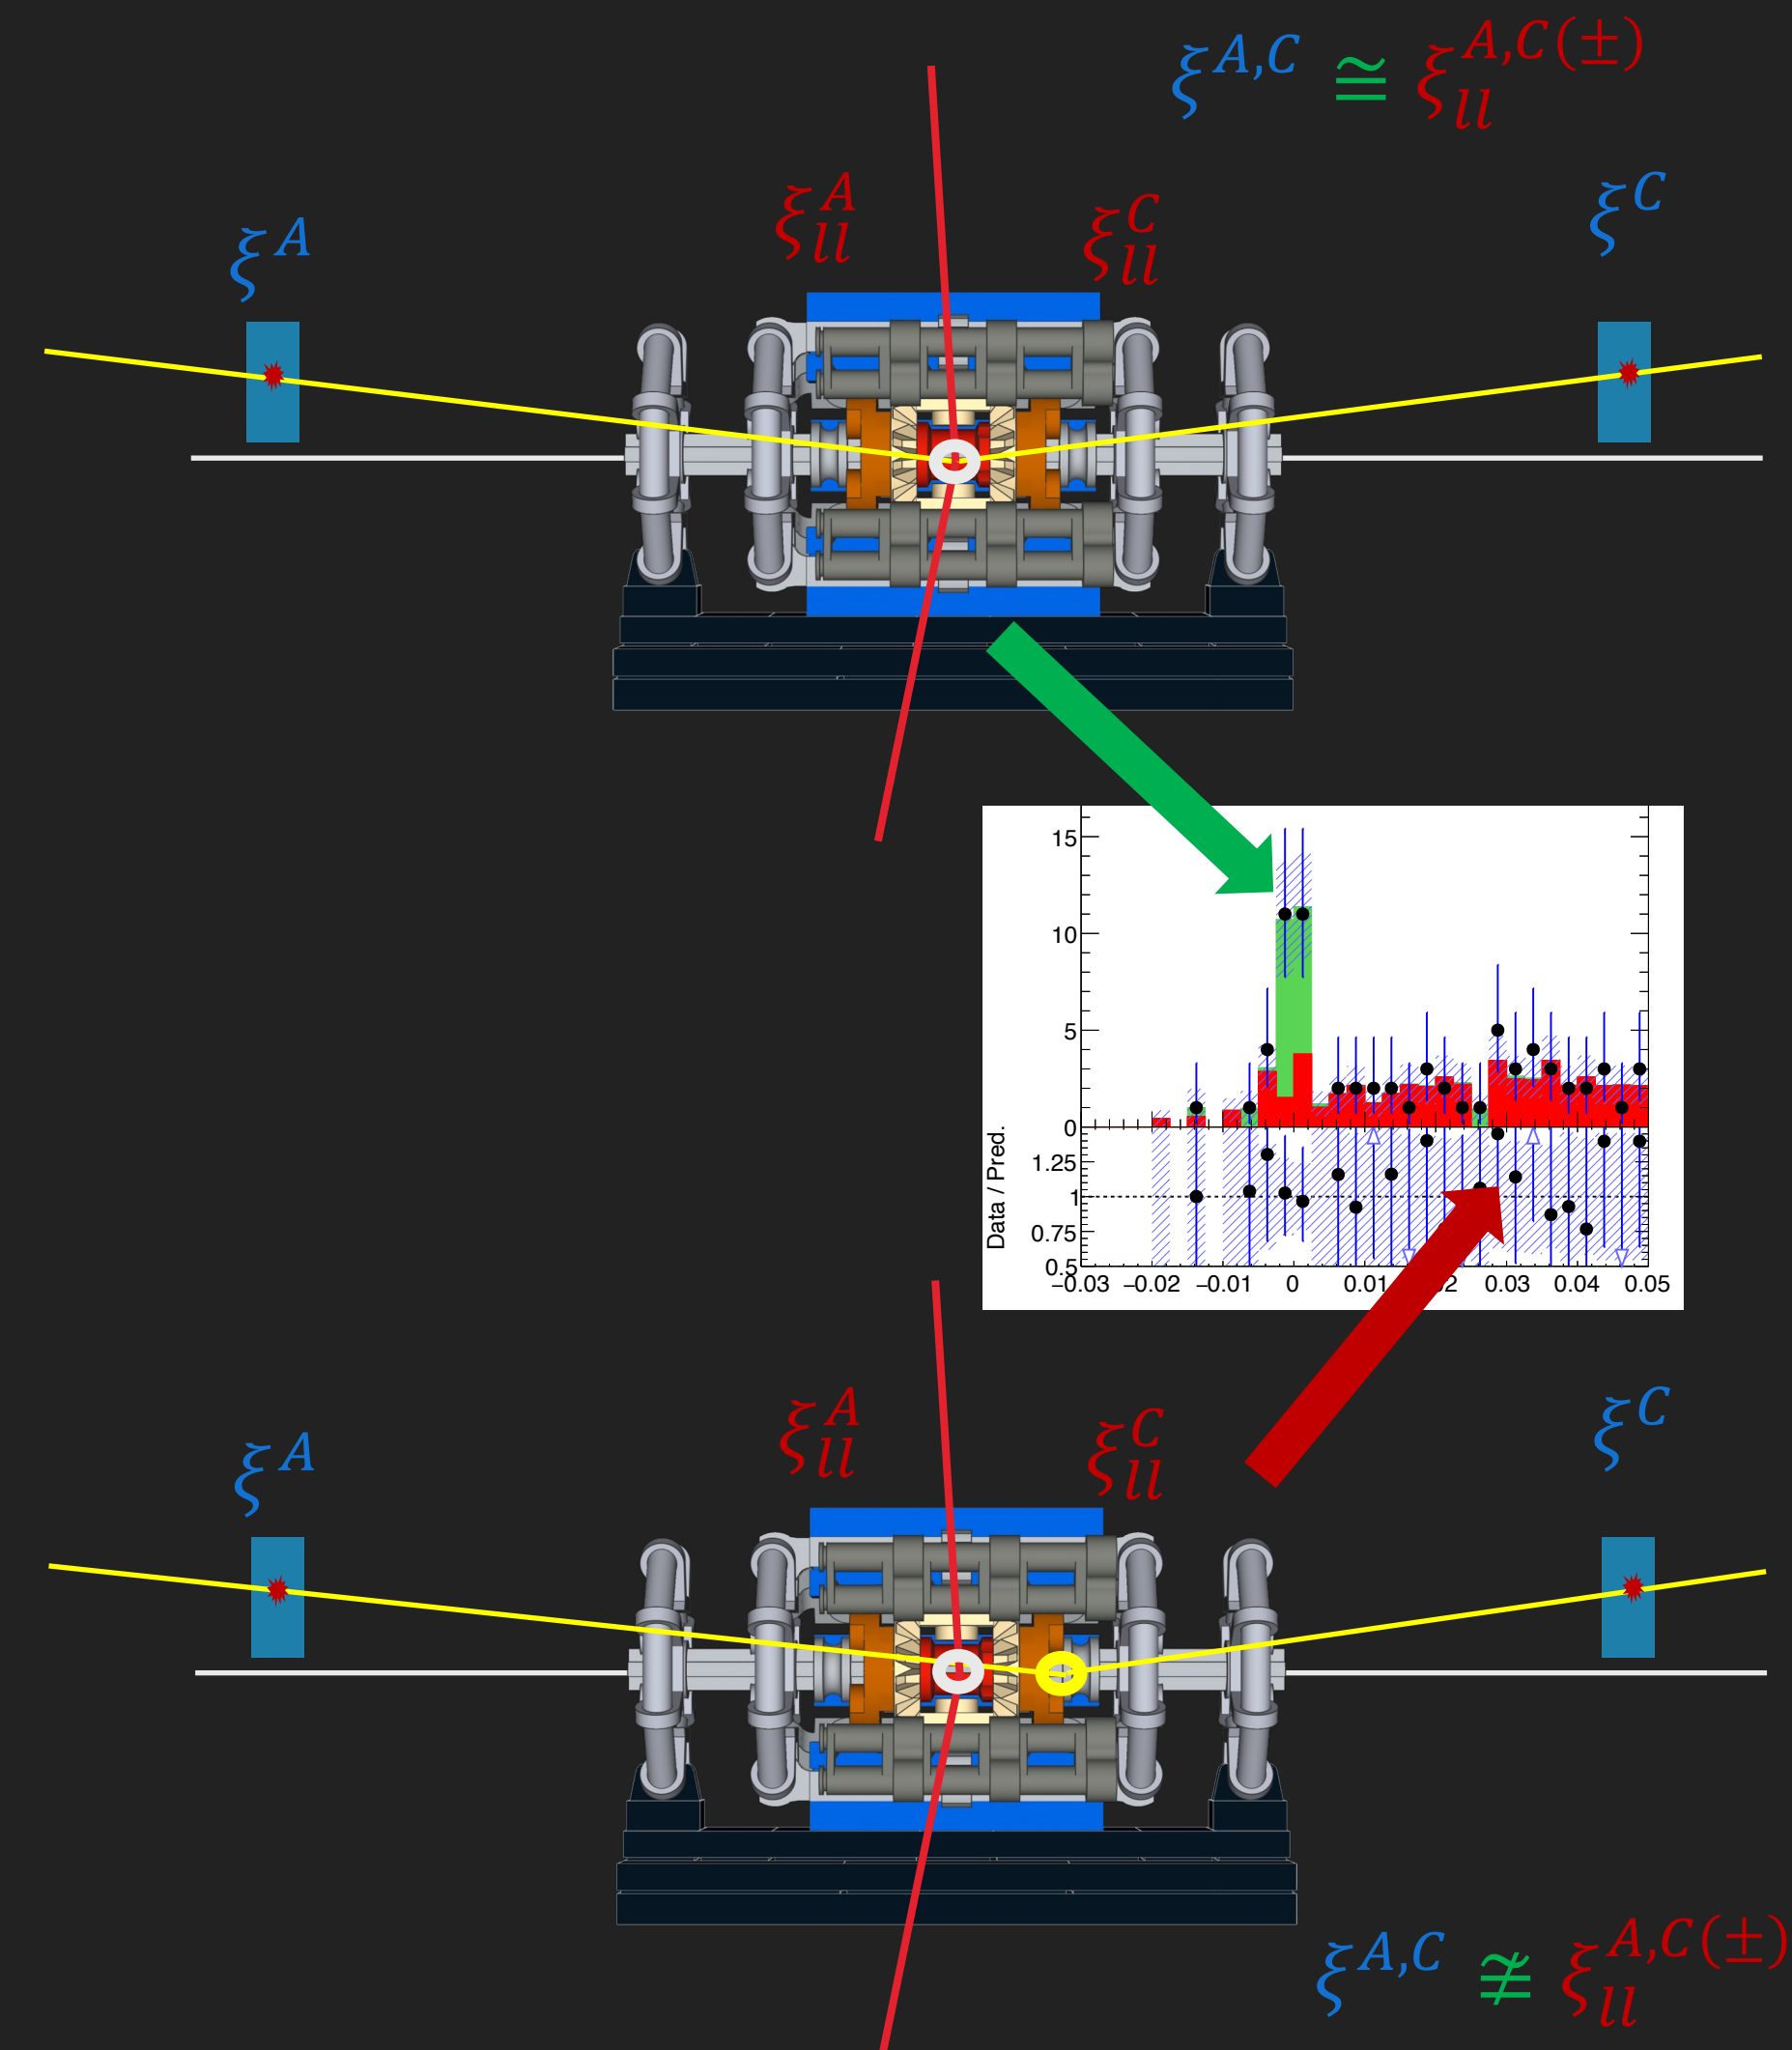 ξ^{A,C} ≅ ξ_{ll}^{A,C(±)}
ξ^A ξ_{ll}^A ξ_{ll}^C ξ^C
15
10
5
0
Data / Pred.
1.25
1
0.75
0.5
−0.03 −0.02 −0.01 0 0.01 0.03 0.04 0.05
ξ^A ξ_{ll}^A ξ_{ll}^C ξ^C
ξ^{A,C} ≇ ξ_{ll}^{A,C(±)}